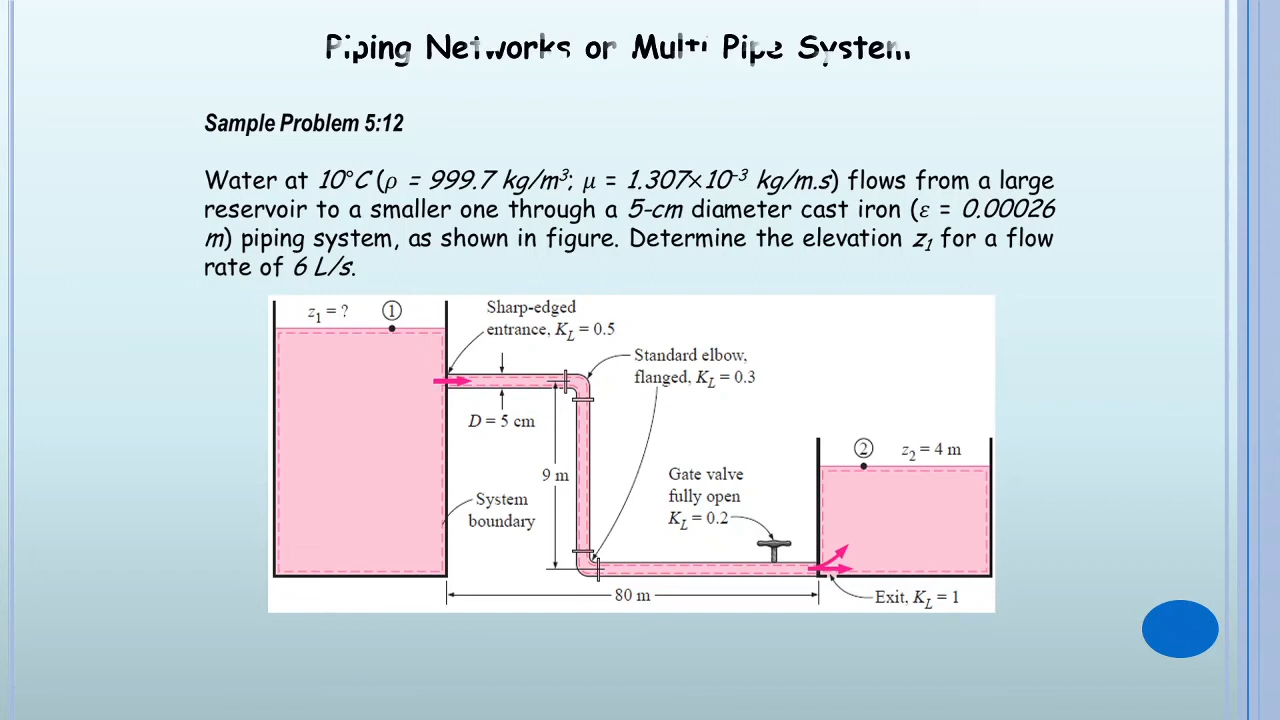 Piping Networks or Multi Pipe System
Sample Problem 5:12
Water at 10°C (ρ = 999.7 kg/m³; μ = 1.307×10⁻³ kg/m.s) flows from a large
reservoir to a smaller one through a 5-cm diameter cast iron (ε = 0.00026
m) piping system, as shown in figure. Determine the elevation z₁ for a flow
rate of 6 L/s.
z₁ = ?
①
Sharp-edged
entrance, K_L = 0.5
Standard elbow,
flanged, K_L = 0.3
D = 5 cm
②
z₂ = 4 m
9 m
Gate valve
fully open
K_L = 0.2
System
boundary
80 m
Exit, K_L = 1